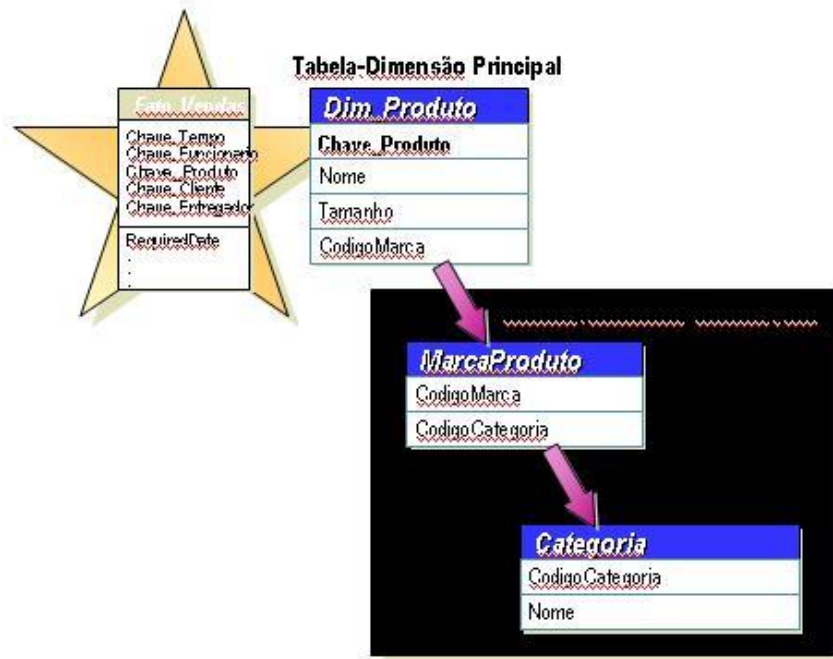 Tabela-Dimensão Principal
Fato_Vendas
Chave_Tempo
Chave_Funcionario
Chave_Produto
Chave_Cliente
Chave_Entregador
RequiredDate
.
.
.
Dim_Produto
Chave_Produto
Nome
Tamanho
CodigoMarca
MarcaProduto
CodigoMarca
CodigoCategoria
Categoria
CodigoCategoria
Nome